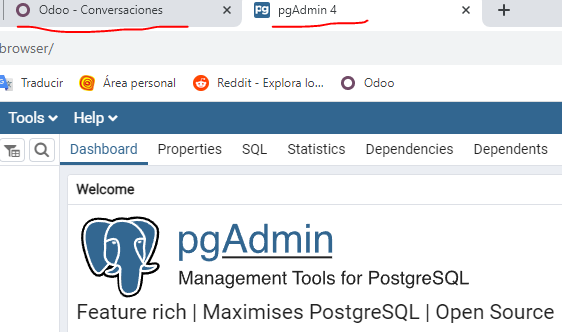 Odoo - Conversaciones pgAdmin 4
browser/
Traducir Área personal Reddit - Explora lo... Odoo
Tools Help
Dashboard Properties SQL Statistics Dependencies Dependents
Welcome
pgAdmin
Management Tools for PostgreSQL
Feature rich | Maximises PostgreSQL | Open Source